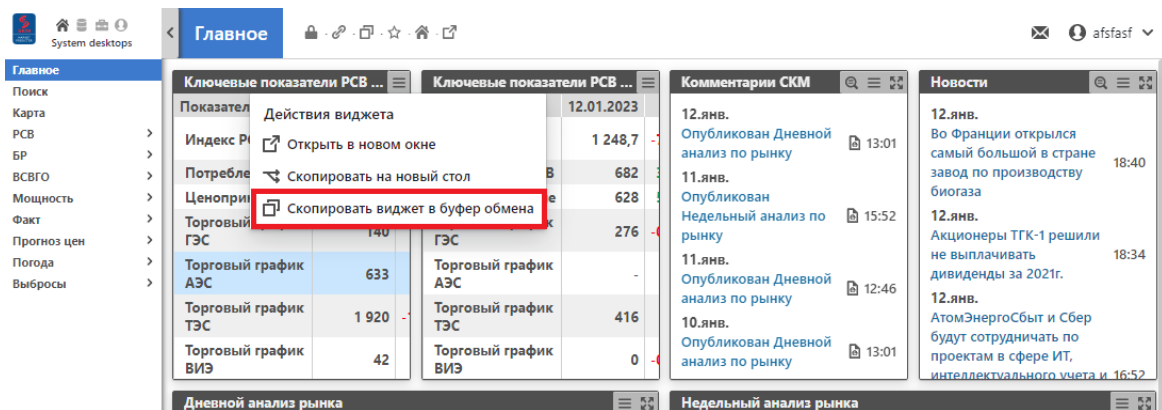 System desktops
Главное
afsfasf
Главное
Поиск
Карта
РСВ
БР
ВСВГО
Мощность
Факт
Прогноз цен
Погода
Выбросы
Ключевые показатели РСВ ...
Показател
Индекс Р
Потребле
Ценопри
Торговый
ГЭС
140
Торговый график
АЭС
633
Торговый график
ТЭС
1 920
Торговый график
ВИЭ
42
Действия виджета
Открыть в новом окне
Скопировать на новый стол
Скопировать виджет в буфер обмена
Ключевые показатели РСВ ...
12.01.2023
1 248,7
В
682
е
628
ГЭС
276
Торговый график
АЭС
-
Торговый график
ТЭС
416
Торговый график
ВИЭ
0
Комментарии СКМ
12.янв.
Опубликован Дневной
анализ по рынку
13:01
11.янв.
Опубликован
Недельный анализ по
рынку
15:52
11.янв.
Опубликован Дневной
анализ по рынку
12:46
10.янв.
Опубликован Дневной
анализ по рынку
13:01
Новости
12.янв.
Во Франции открылся
самый большой в стране
завод по производству
биогаза
18:40
12.янв.
Акционеры ТГК-1 решили
не выплачивать
дивиденды за 2021г.
18:34
12.янв.
АтомЭнергоСбыт и Сбер
будут сотрудничать по
проектам в сфере ИТ,
интеллектуального учета и
16:52
Дневной анализ рынка
Недельный анализ рынка